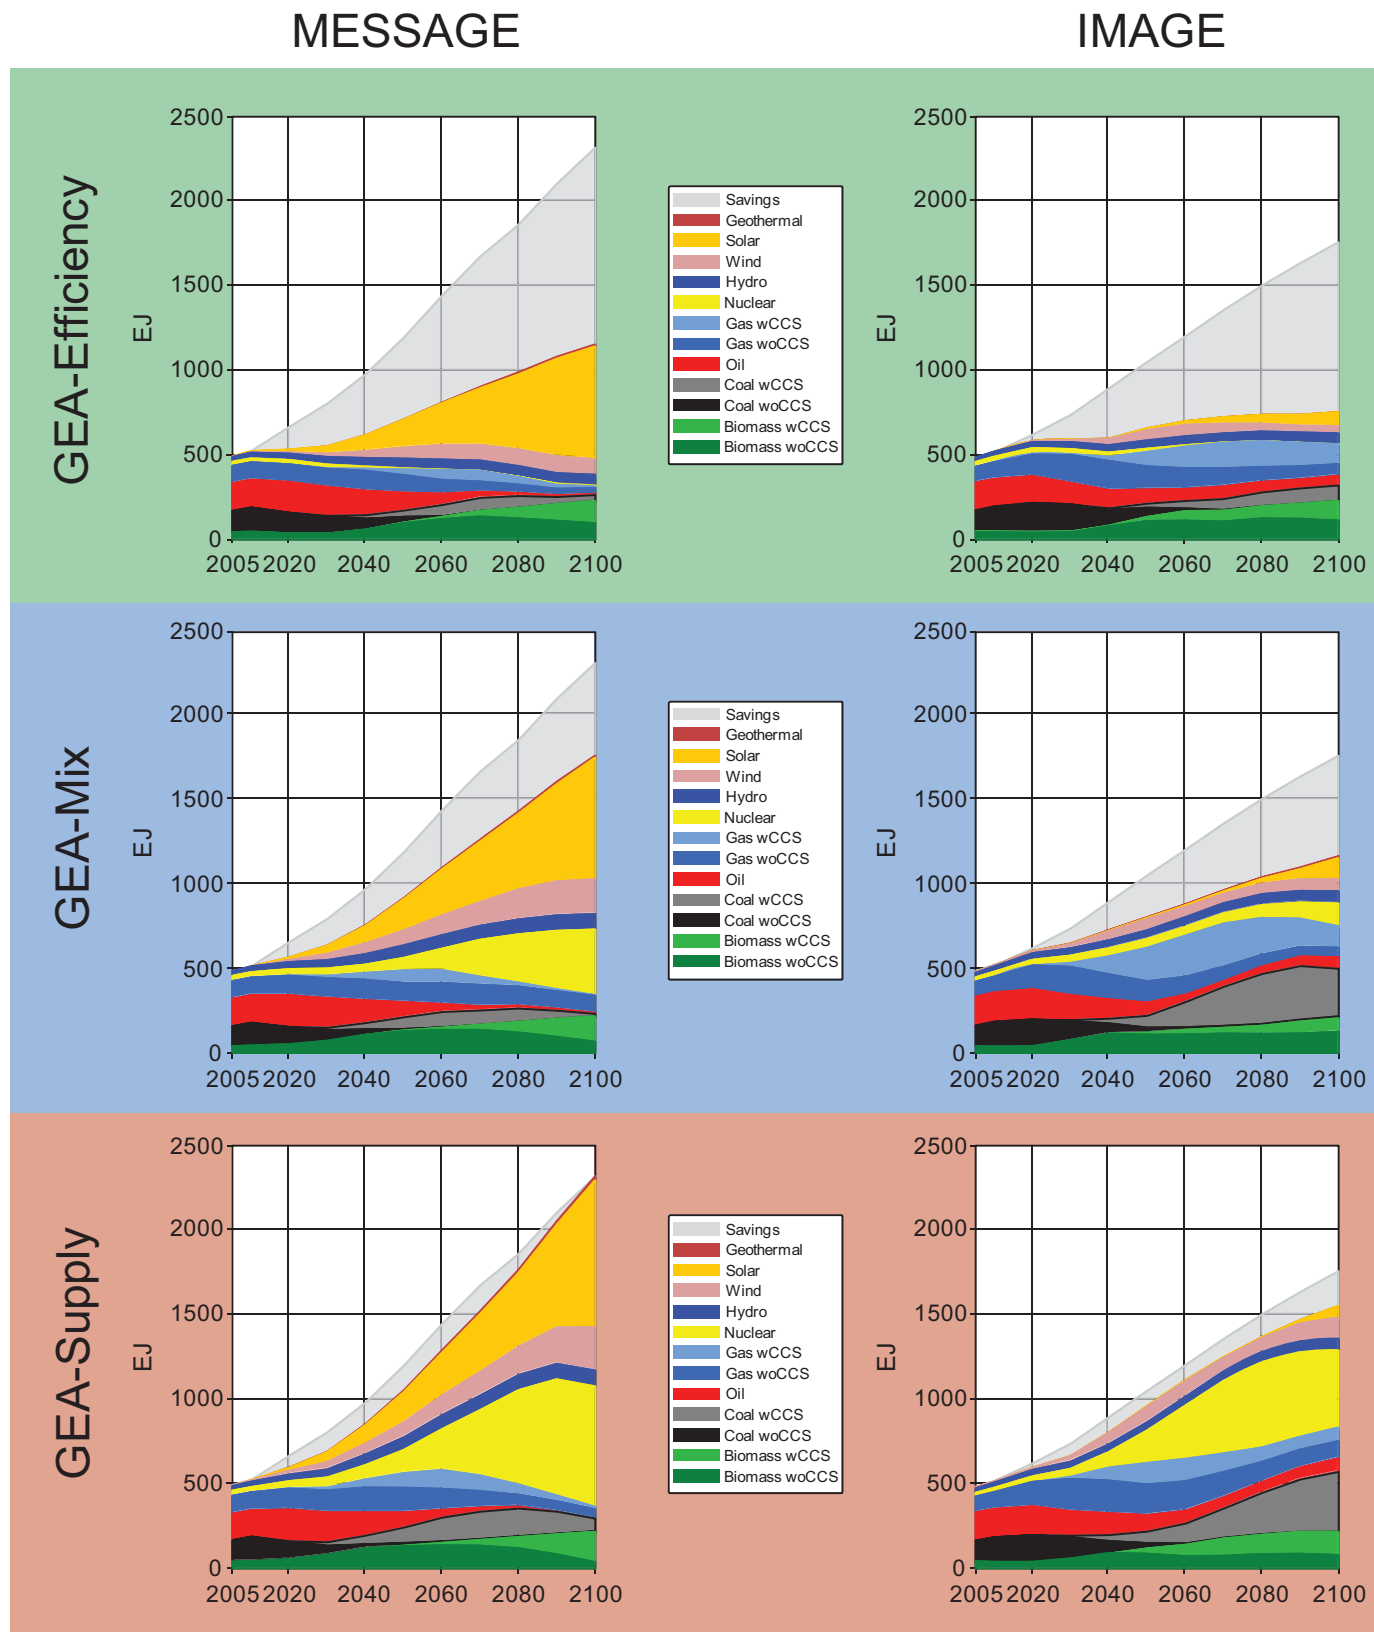 MESSAGE
IMAGE
GEA-Efficiency
EJ
2500
2000
1500
1000
500
0
2005 2020 2040 2060 2080 2100
Savings
Geothermal
Solar
Wind
Hydro
Nuclear
Gas wCCS
Gas woCCS
Oil
Coal wCCS
Coal woCCS
Biomass wCCS
Biomass woCCS
EJ
2500
2000
1500
1000
500
0
2005 2020 2040 2060 2080 2100
GEA-Mix
EJ
2500
2000
1500
1000
500
0
2005 2020 2040 2060 2080 2100
Savings
Geothermal
Solar
Wind
Hydro
Nuclear
Gas wCCS
Gas woCCS
Oil
Coal wCCS
Coal woCCS
Biomass wCCS
Biomass woCCS
EJ
2500
2000
1500
1000
500
0
2005 2020 2040 2060 2080 2100
GEA-Supply
EJ
2500
2000
1500
1000
500
0
2005 2020 2040 2060 2080 2100
Savings
Geothermal
Solar
Wind
Hydro
Nuclear
Gas wCCS
Gas woCCS
Oil
Coal wCCS
Coal woCCS
Biomass wCCS
Biomass woCCS
EJ
2500
2000
1500
1000
500
0
2005 2020 2040 2060 2080 2100